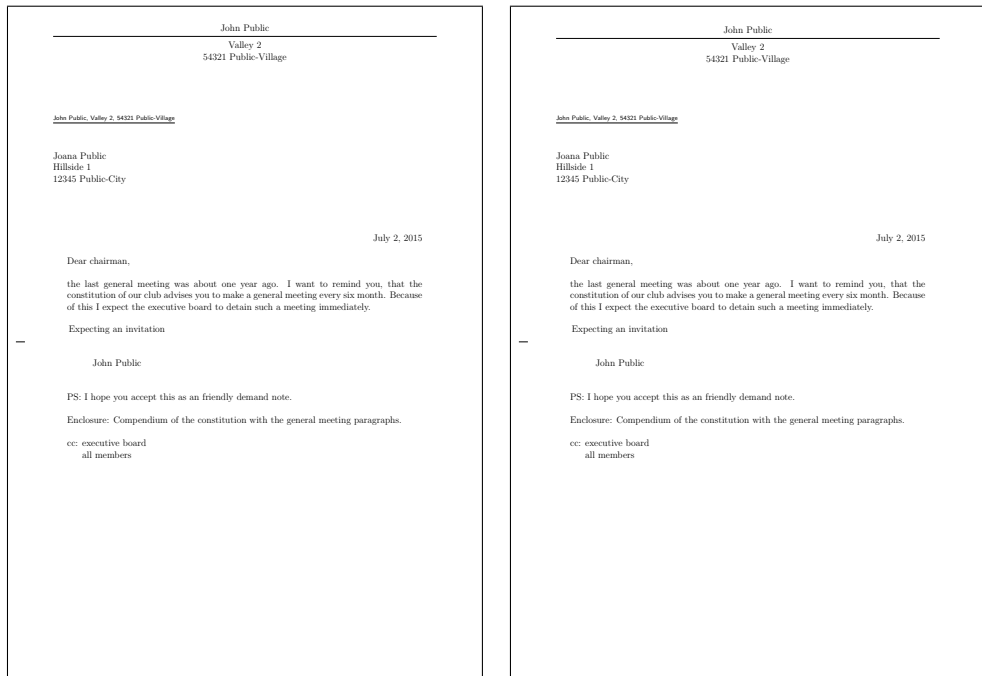 John Public
Valley 2
54321 Public-Village
John Public, Valley 2, 54321 Public-Village
Joana Public
Hillside 1
12345 Public-City
July 2, 2015
Dear chairman,
the last general meeting was about one year ago. I want to remind you, that the
constitution of our club advises you to make a general meeting every six month. Because
of this I expect the executive board to detain such a meeting immediately.
Expecting an invitation
John Public
PS: I hope you accept this as an friendly demand note.
Enclosure: Compendium of the constitution with the general meeting paragraphs.
cc: executive board
all members
John Public
Valley 2
54321 Public-Village
John Public, Valley 2, 54321 Public-Village
Joana Public
Hillside 1
12345 Public-City
July 2, 2015
Dear chairman,
the last general meeting was about one year ago. I want to remind you, that the
constitution of our club advises you to make a general meeting every six month. Because
of this I expect the executive board to detain such a meeting immediately.
Expecting an invitation
John Public
PS: I hope you accept this as an friendly demand note.
Enclosure: Compendium of the constitution with the general meeting paragraphs.
cc: executive board
all members